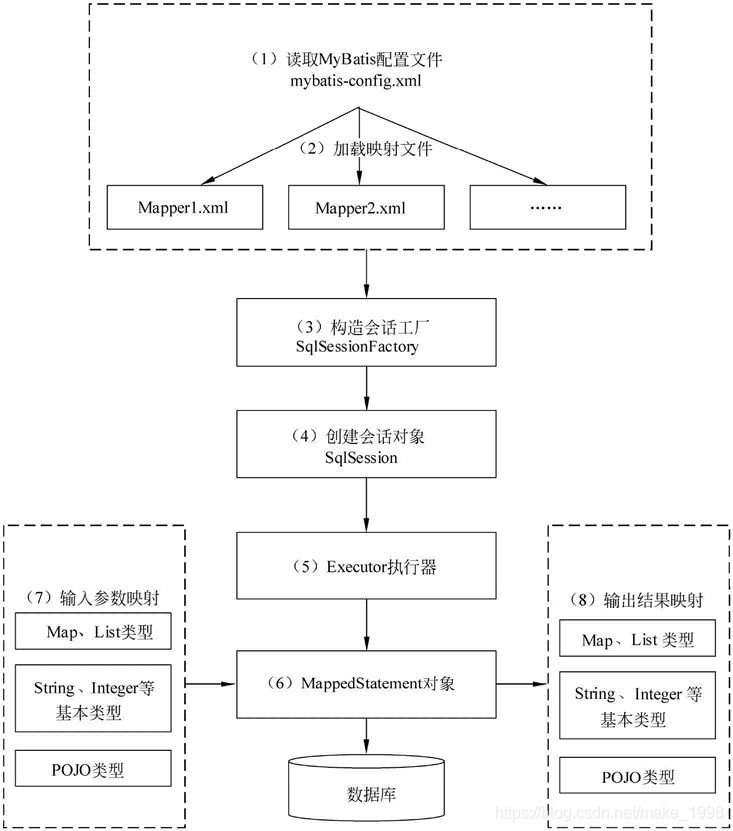 （1）读取MyBatis配置文件
mybatis-config.xml
（2）加载映射文件
Mapper1.xml
Mapper2.xml
……
（3）构造会话工厂
SqlSessionFactory
（4）创建会话对象
SqlSession
（5）Executor执行器
（7）输入参数映射
Map、List类型
String、Integer等
基本类型
POJO类型
（6）MappedStatement对象
（8）输出结果映射
Map、List 类型
String、Integer 等
基本类型
POJO类型
数据库
https://blog.csdn.net/make_1998